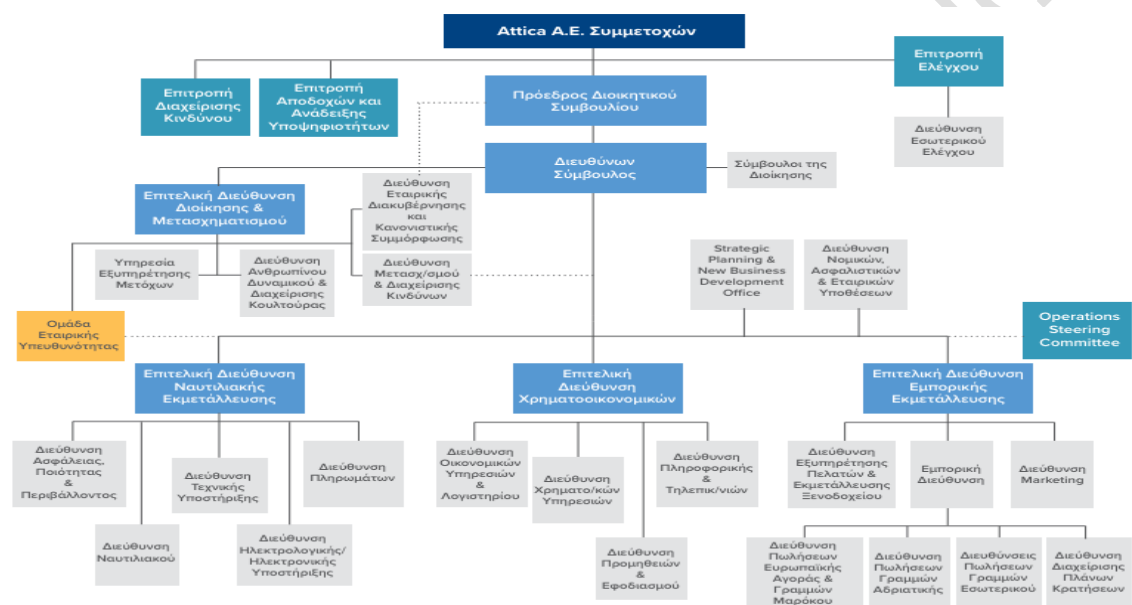 Attica Α.Ε. Συμμετοχών
Επιτροπή
Διαχείρισης
Κινδύνου
Επιτροπή
Αποδοχών και
Ανάδειξης
Υποψηφιοτήτων
Επιτροπή
Ελέγχου
Πρόεδρος Διοικητικού
Συμβουλίου
Διεύθυνση
Εσωτερικού
Ελέγχου
Διευθύνων
Σύμβουλος
Σύμβουλοι της
Διοίκησης
Επιτελική Διεύθυνση
Διοίκησης &
Μετασχηματισμού
Διεύθυνση
Εταιρικής
Διακυβέρνησης
και
Κανονιστικής
Συμμόρφωσης
Υπηρεσία
Εξυπηρέτησης
Μετόχων
Διεύθυνση
Ανθρωπίνου
Δυναμικού &
Διαχείρισης
Κουλτούρας
Διεύθυνση
Μετασχ/σμού
& Διαχείρισης
Κινδύνων
Strategic
Planning &
New Business
Development
Office
Διεύθυνση
Νομικών,
Ασφαλιστικών
& Εταιρικών
Υποθέσεων
Ομάδα
Εταιρικής
Υπευθυνότητας
Operations
Steering
Committee
Επιτελική Διεύθυνση
Ναυτιλιακής
Εκμετάλλευσης
Επιτελική
Διεύθυνση
Χρηματοοικονομικών
Επιτελική Διεύθυνση
Εμπορικής
Εκμετάλλευσης
Διεύθυνση
Ασφάλειας,
Ποιότητας
&
Περιβάλλοντος
Διεύθυνση
Τεχνικής
Υποστήριξης
Διεύθυνση
Πληρωμάτων
Διεύθυνση
Ναυτιλιακού
Διεύθυνση
Ηλεκτρολογικής/
Ηλεκτρονικής
Υποστήριξης
Διεύθυνση
Οικονομικών
Υπηρεσιών
&
Λογιστηρίου
Διεύθυνση
Χρηματο/κών
Υπηρεσιών
Διεύθυνση
Πληροφορικής
&
Τηλεπικ/νιών
Διεύθυνση
Προμηθειών
&
Εφοδιασμού
Διεύθυνση
Εξυπηρέτησης
Πελατών &
Εκμετάλλευσης
Ξενοδοχείου
Εμπορική
Διεύθυνση
Διεύθυνση
Marketing
Διεύθυνση
Πωλήσεων
Ευρωπαϊκής
Αγοράς &
Γραμμών
Μαρόκου
Διεύθυνση
Πωλήσεων
Γραμμών
Αδριατικής
Διευθύνσεις
Πωλήσεων
Γραμμών
Εσωτερικού
Διεύθυνση
Διαχείρισης
Πλάνων
Κρατήσεων